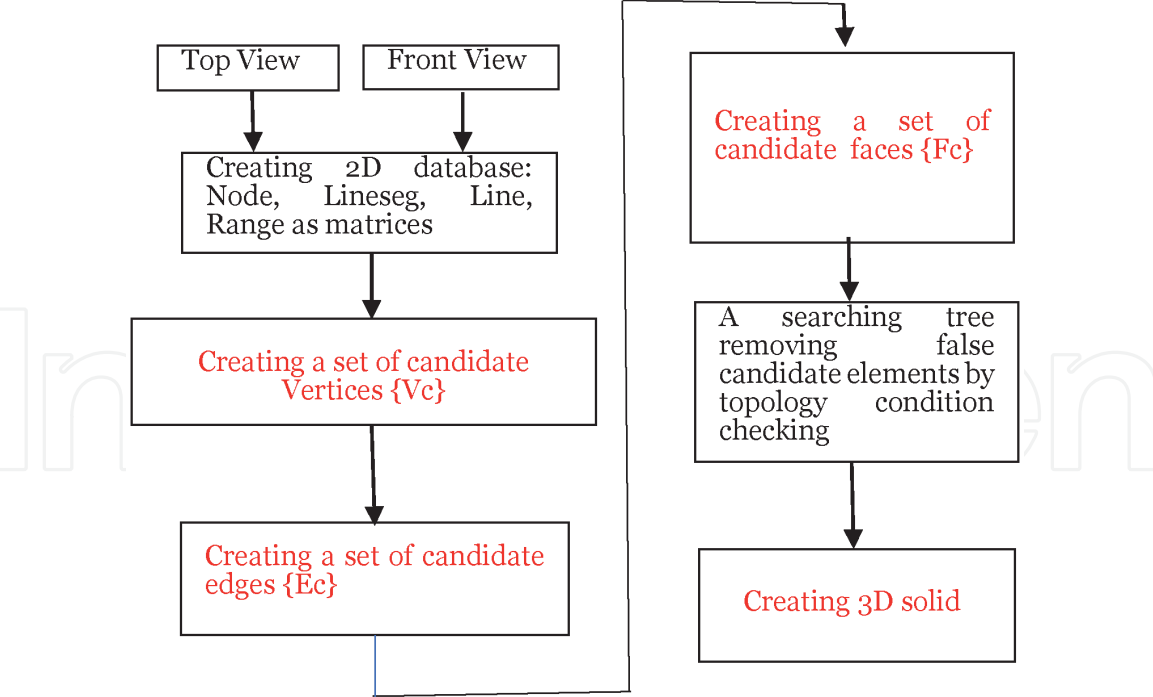 Top View
Front View
Creating 2D database:
Node, Lineseg, Line,
Range as matrices
Creating a set of candidate
Vertices {Vc}
Creating a set of candidate
edges {Ec}
Creating a set of
candidate faces {Fc}
A searching tree
removing false
candidate elements by
topology condition
checking
Creating 3D solid